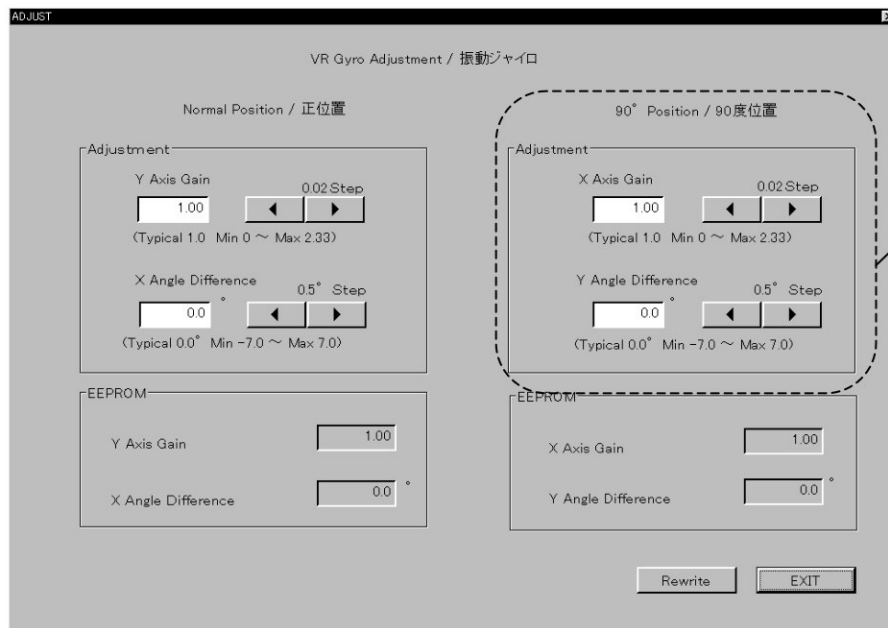 ADJUST
VR Gyro Adjustment / 振動ジャイロ
Normal Position / 正位置
Adjustment
Y Axis Gain
0.02 Step
1.00
(Typical 1.0 Min 0 ～ Max 2.33)
X Angle Difference
0.5° Step
0.0 °
(Typical 0.0° Min -7.0 ～ Max 7.0)
EEPROM
Y Axis Gain 1.00
X Angle Difference 0.0 °
90° Position / 90度位置
Adjustment
X Axis Gain
0.02 Step
1.00
(Typical 1.0 Min 0 ～ Max 2.33)
Y Angle Difference
0.5° Step
0.0 °
(Typical 0.0° Min -7.0 ～ Max 7.0)
EEPROM
X Axis Gain 1.00
Y Angle Difference 0.0 °
Rewrite EXIT